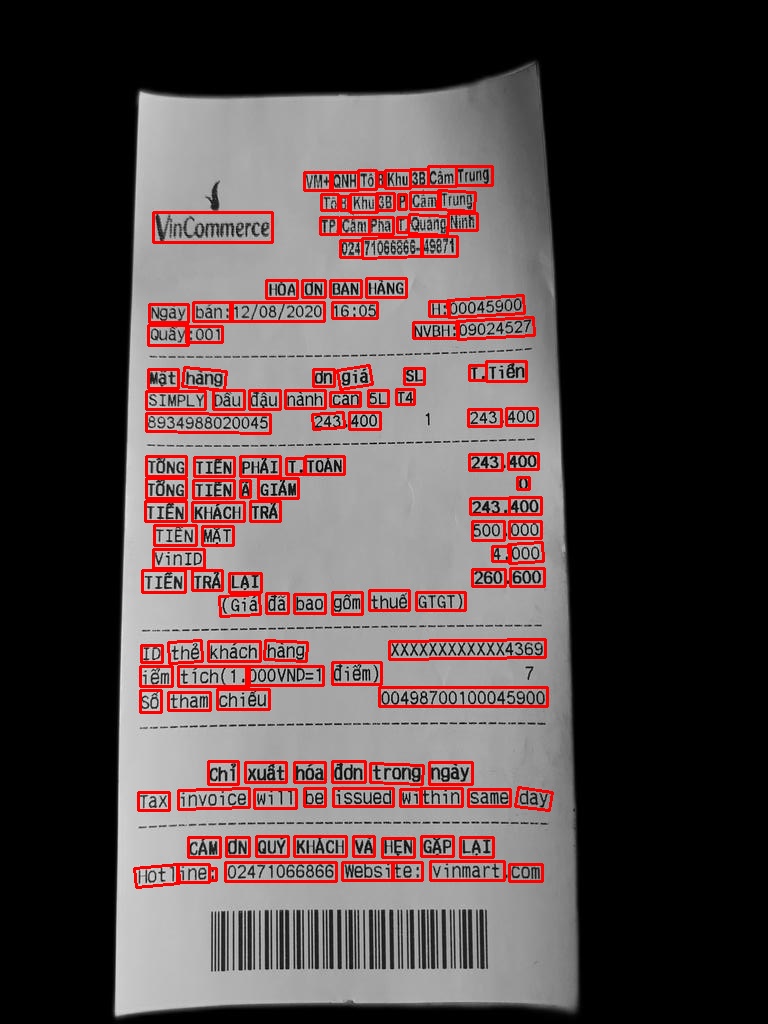 VinCommerce
VM+ QNH Tổ 8 Khu 3B Cẩm Trung
Tổ 8 Khu 3B P. Cẩm Trung
TP. Cẩm Phả T. Quảng Ninh
02471066866-49871
HÓA ĐƠN BÁN HÀNG
Ngày bán:12/08/2020 16:05 HĐ:00045900
Quầy:001 NVBH:09024527
Mặt hàng Đơn giá SL T.Tiền
SIMPLY Dầu đậu nành can 5L T4
8934988020045 243.400 1 243.400
TỔNG TIỀN PHẢI T.TOÁN 243.400
TỔNG TIỀN ĐÃ GIẢM 0
TIỀN KHÁCH TRẢ 243.400
TIỀN MẶT 500.000
VinID 4.000
TIỀN TRẢ LẠI 260.600
(Giá đã bao gồm thuế GTGT)
ID thẻ khách hàng XXXXXXXXXXXX4369
Điểm tích(1.000VND=1 điểm) 7
Số tham chiếu 00498700100045900
Chỉ xuất hóa đơn trong ngày
Tax invoice will be issued within same day
CẢM ƠN QUÝ KHÁCH VÀ HẸN GẶP LẠI
Hotline: 02471066866 Website: vinmart.com